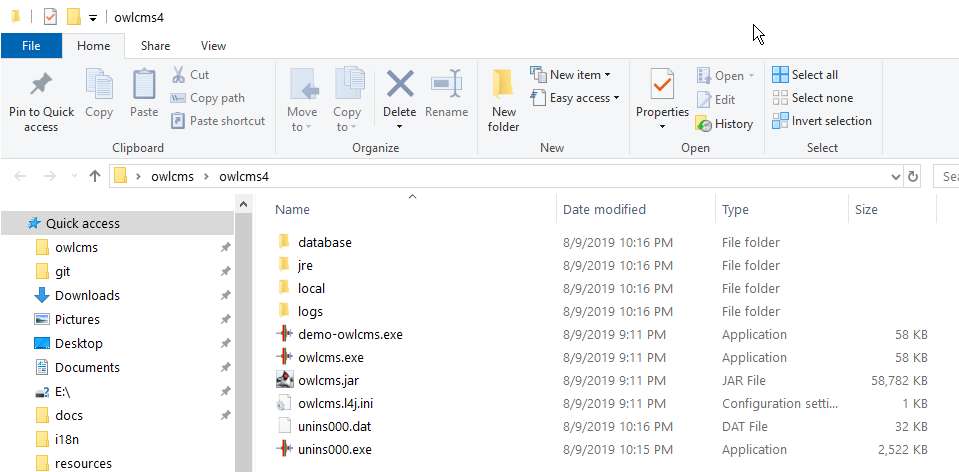 owlcms4
File Home Share View
Pin to Quick access
Copy
Paste
Cut
Copy path
Paste shortcut
Clipboard
Move to
Copy to
Delete
Rename
Organize
New folder
New item
Easy access
New
Properties
Open
Edit
History
Open
Select all
Select none
Invert selection
Select
owlcms > owlcms4
Quick access
owlcms
git
Downloads
Pictures
Desktop
Documents
E:\
docs
i18n
resources
Name Date modified Type Size
database 8/9/2019 10:16 PM File folder
jre 8/9/2019 10:16 PM File folder
local 8/9/2019 10:16 PM File folder
logs 8/9/2019 10:16 PM File folder
demo-owlcms.exe 8/9/2019 9:11 PM Application 58 KB
owlcms.exe 8/9/2019 9:11 PM Application 58 KB
owlcms.jar 8/9/2019 9:11 PM JAR File 58,782 KB
owlcms.l4j.ini 8/9/2019 9:11 PM Configuration setti... 1 KB
unins000.dat 8/9/2019 10:16 PM DAT File 32 KB
unins000.exe 8/9/2019 10:15 PM Application 2,522 KB